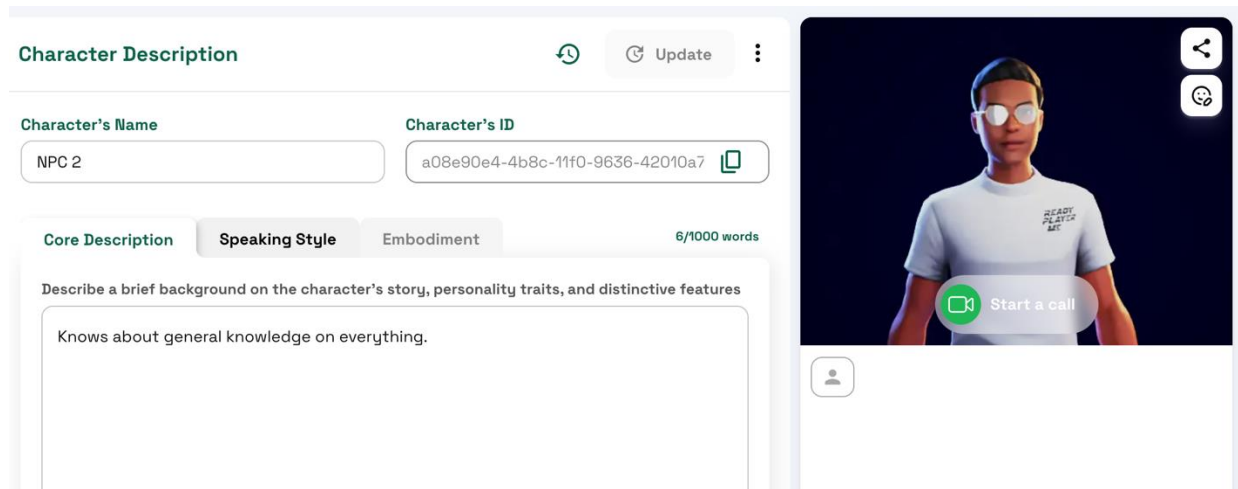 Character Description
Update
Character's Name
Character's ID
NPC 2
a08e90e4-4b8c-11f0-9636-42010a7
Core Description
Speaking Style
Embodiment
6/1000 words
Describe a brief background on the character's story, personality traits, and distinctive features
Knows about general knowledge on everything.
READY
PLAYER
ME
Start a call